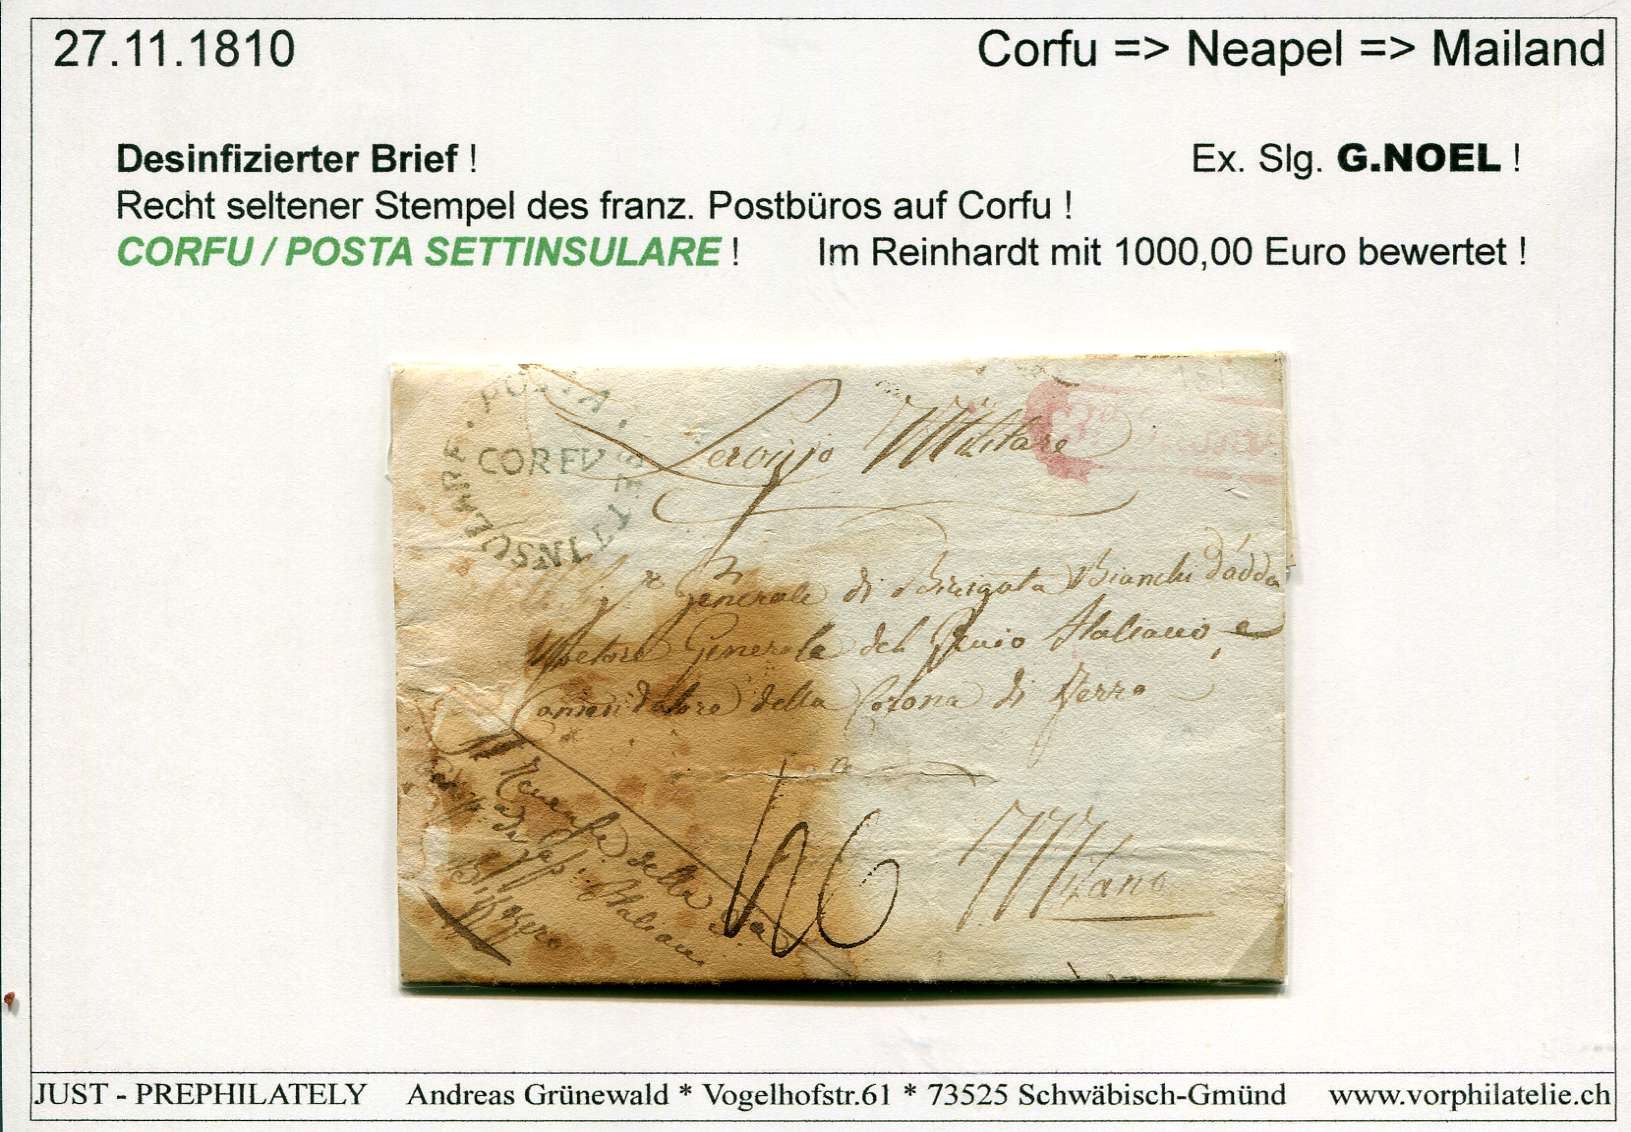 27.11.1810 Corfu => Neapel => Mailand
Desinfizierter Brief ! Ex. Slg. G.NOEL !
Recht seltener Stempel des franz. Postbüros auf Corfu !
CORFU / POSTA SETTINSULARE ! Im Reinhardt mit 1000,00 Euro bewertet !
POSTA · SETTINSULARE ·
CORFU
Servizio Militare
Generale di Brigata Bianchi d'adda
Generale del Italiano, e
Comendatore della Corona di Ferro
Milano
JUST - PREPHILATELY Andreas Grünewald * Vogelhofstr.61 * 73525 Schwäbisch-Gmünd www.vorphilatelie.ch